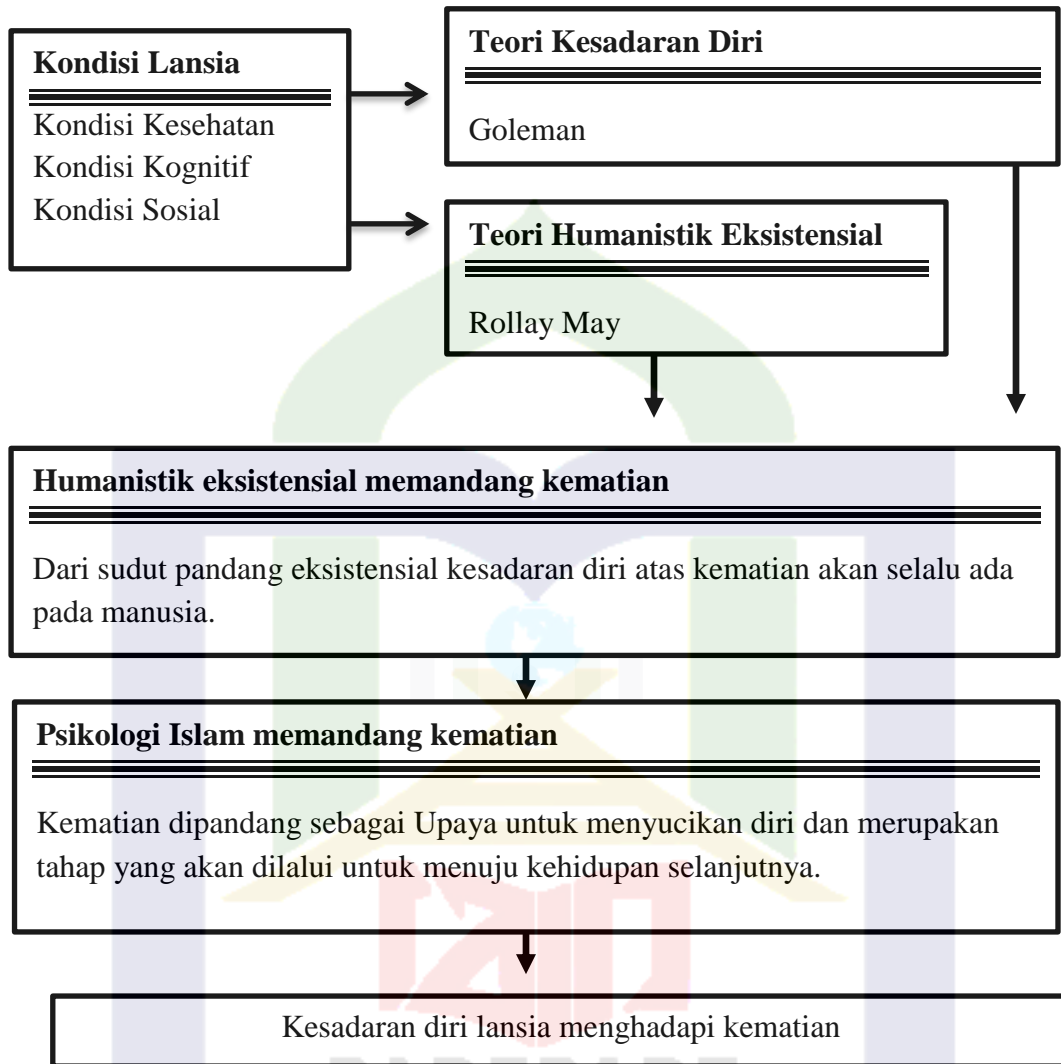 Kondisi Lansia
Kondisi Kesehatan
Kondisi Kognitif
Kondisi Sosial
Teori Kesadaran Diri
Goleman
Teori Humanistik Eksistensial
Rollay May
Humanistik eksistensial memandang kematian
Dari sudut pandang eksistensial kesadaran diri atas kematian akan selalu ada
pada manusia.
Psikologi Islam memandang kematian
Kematian dipandang sebagai Upaya untuk menyucikan diri dan merupakan
tahap yang akan dilalui untuk menuju kehidupan selanjutnya.
Kesadaran diri lansia menghadapi kematian